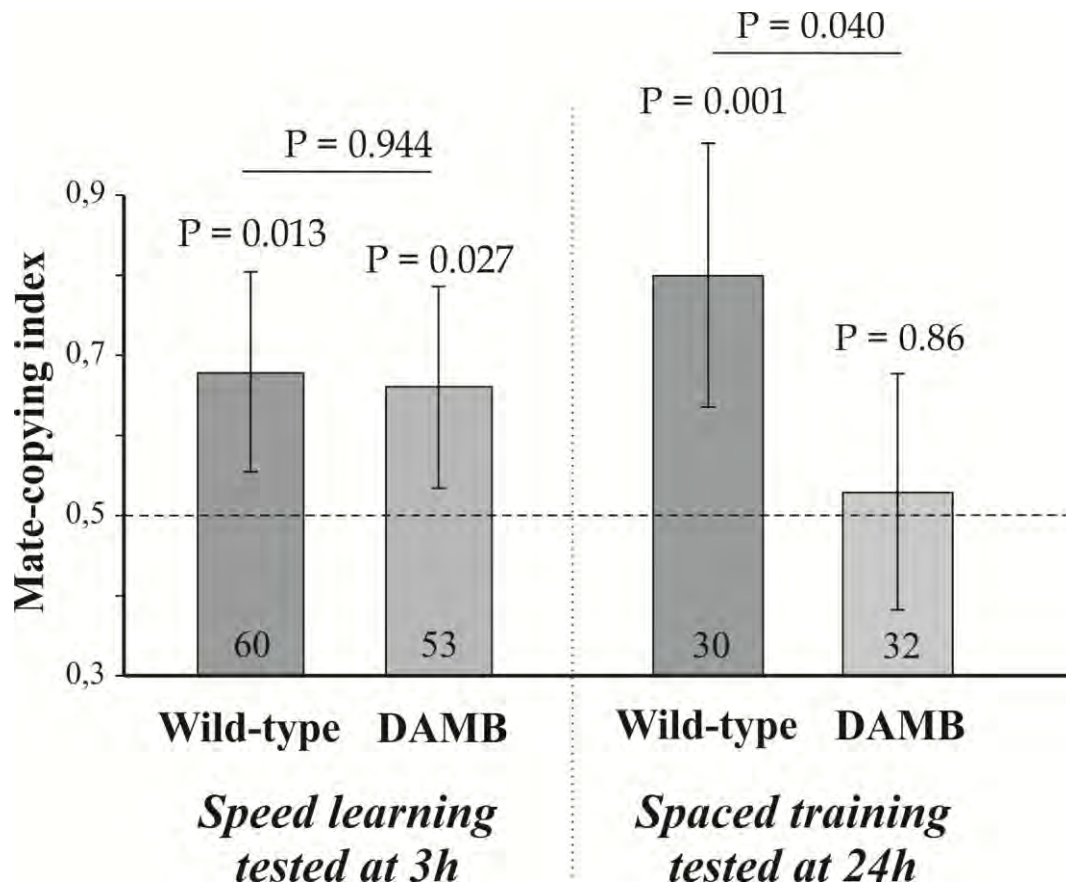 P = 0.040
P = 0.001
P = 0.944
0,9
P = 0.013
P = 0.027
Mate-copying index
0,7
P = 0.86
0,5
60
53
30
32
0,3
Wild-type
DAMB
Wild-type
DAMB
Speed learning
tested at 3h
Spaced training
tested at 24h